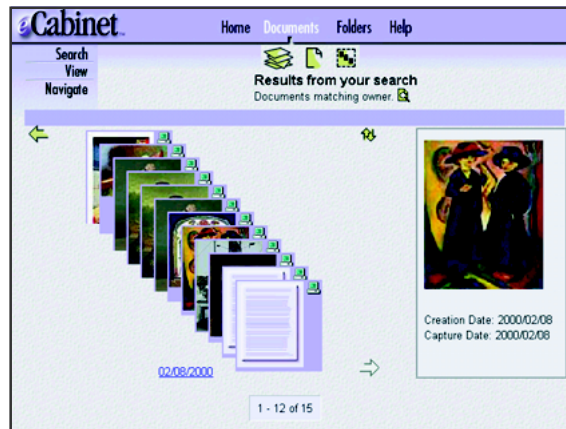 eCabinet
Home Documents Folders Help
Search
View
Navigate
Results from your search
Documents matching owner.
Creation Date: 2000/02/08
Capture Date: 2000/02/08
02/08/2000
1 - 12 of 15